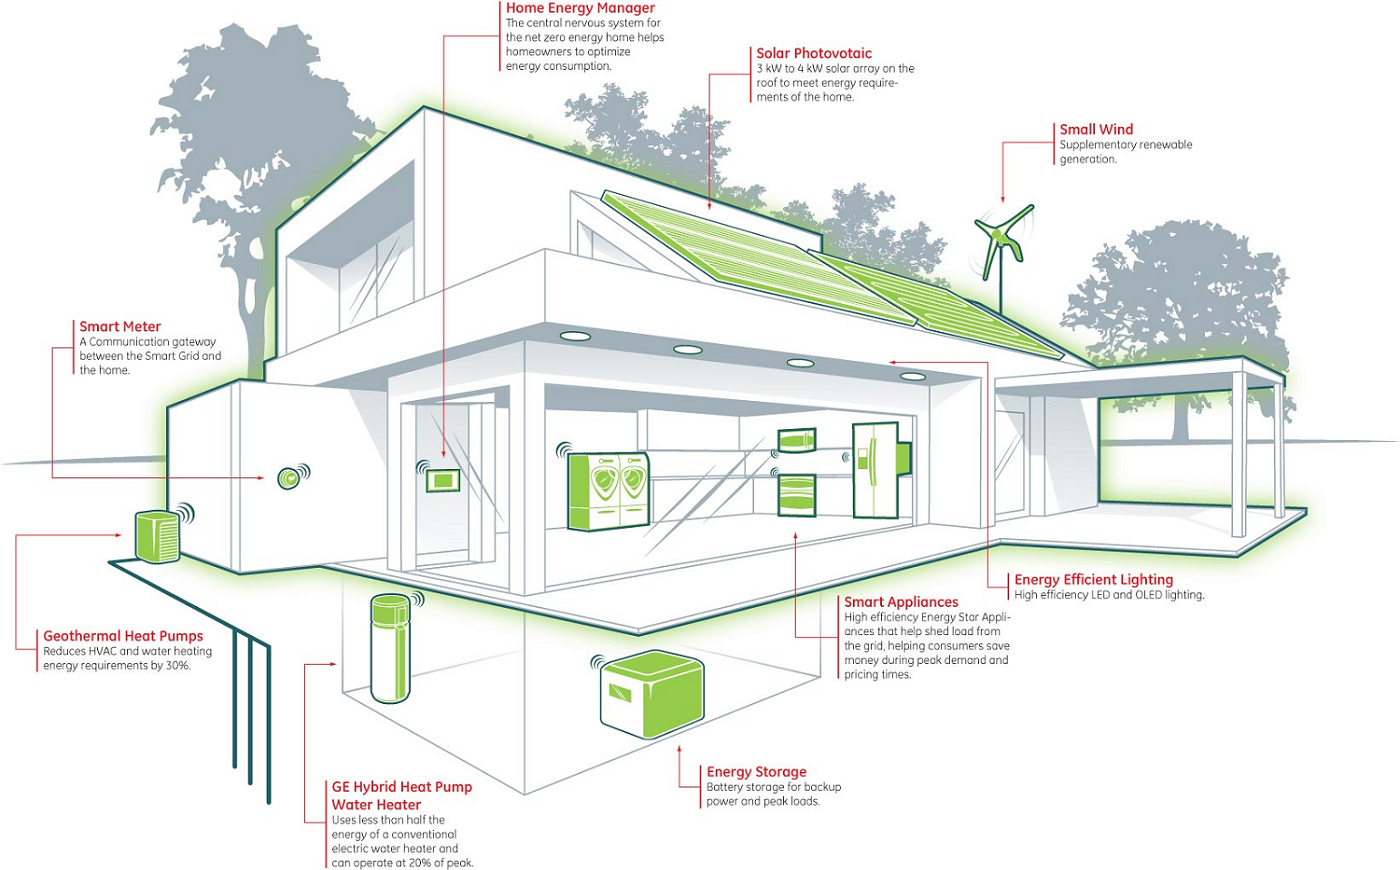 Home Energy Manager
The central nervous system for
the net zero energy home helps
homeowners to optimize
energy consumption.
Solar Photovotaic
3 kW to 4 kW solar array on the
roof to meet energy require-
ments of the home.
Small Wind
Supplementary renewable
generation.
Smart Meter
A Communication gateway
between the Smart Grid and
the home.
Energy Efficient Lighting
High efficiency LED and OLED lighting.
Smart Appliances
High efficiency Energy Star Appli-
ances that help shed load from
the grid, helping consumers save
money during peak demand and
pricing times.
Geothermal Heat Pumps
Reduces HVAC and water heating
energy requirements by 30%.
Energy Storage
Battery storage for backup
power and peak loads.
GE Hybrid Heat Pump
Water Heater
Uses less than half the
energy of a conventional
electric water heater and
can operate at 20% of peak.